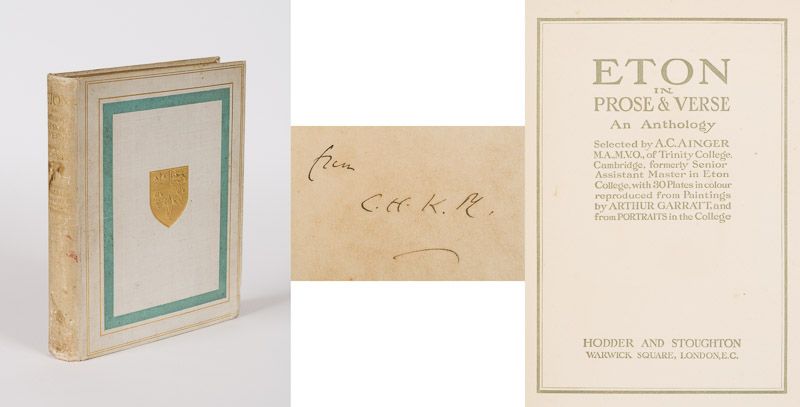 from
C. H. K. M.
ETON
IN
PROSE & VERSE
An Anthology
Selected by A.C. AINGER
M.A., M.V.O., of Trinity College,
Cambridge, formerly Senior
Assistant Master in Eton
College, with 30 Plates in colour
reproduced from Paintings
by ARTHUR GARRATT, and
from PORTRAITS in the College
HODDER AND STOUGHTON
WARWICK SQUARE, LONDON, E.C.